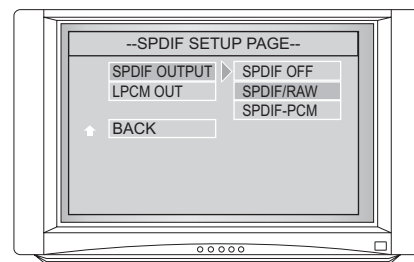 --SPDIF SETUP PAGE--
SPDIF OUTPUT SPDIF OFF
LPCM OUT SPDIF/RAW
SPDIF-PCM
BACK